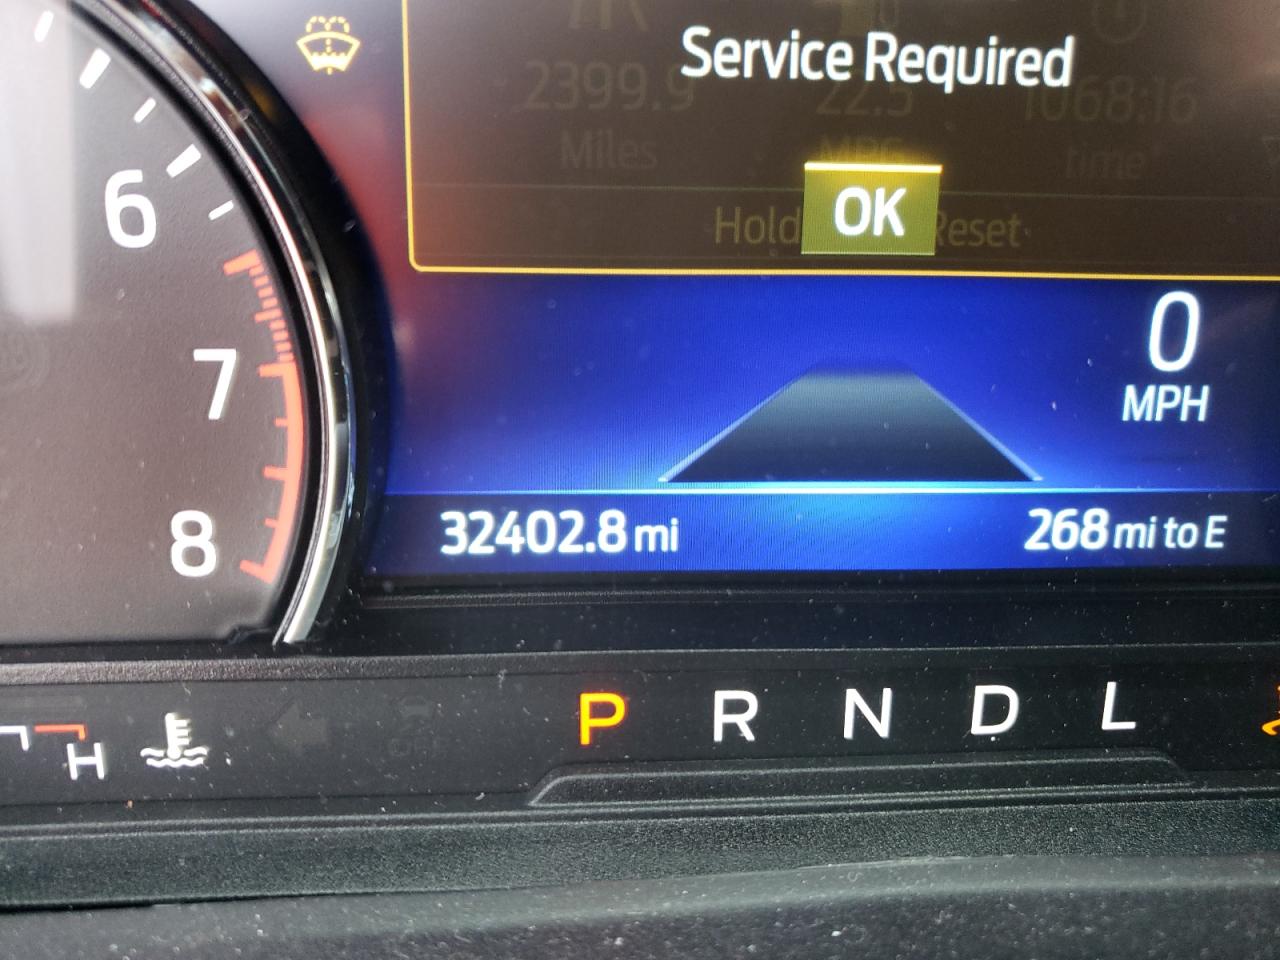 Service Required
2399.9 22.5 1068:16
Miles MPG time
OK
Hold Reset
6
7
8
0
MPH
32402.8 mi 268 mi to E
H P R N D L